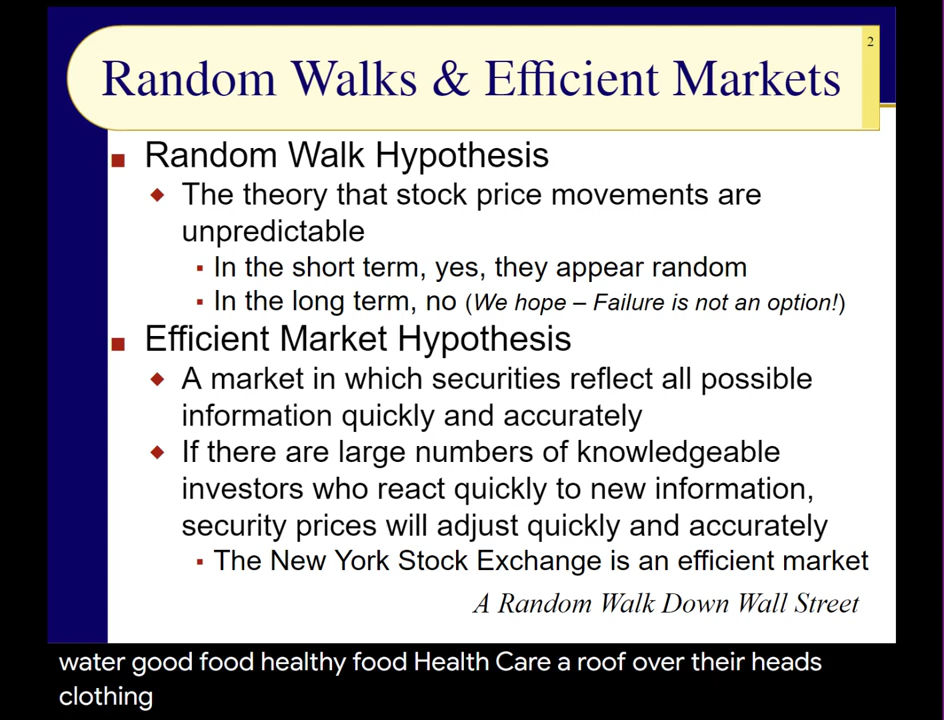 2
Random Walks & Efficient Markets
Random Walk Hypothesis
The theory that stock price movements are
unpredictable
In the short term, yes, they appear random
In the long term, no (We hope – Failure is not an option!)
Efficient Market Hypothesis
A market in which securities reflect all possible
information quickly and accurately
If there are large numbers of knowledgeable
investors who react quickly to new information,
security prices will adjust quickly and accurately
The New York Stock Exchange is an efficient market
A Random Walk Down Wall Street
water good food healthy food Health Care a roof over their heads
clothing